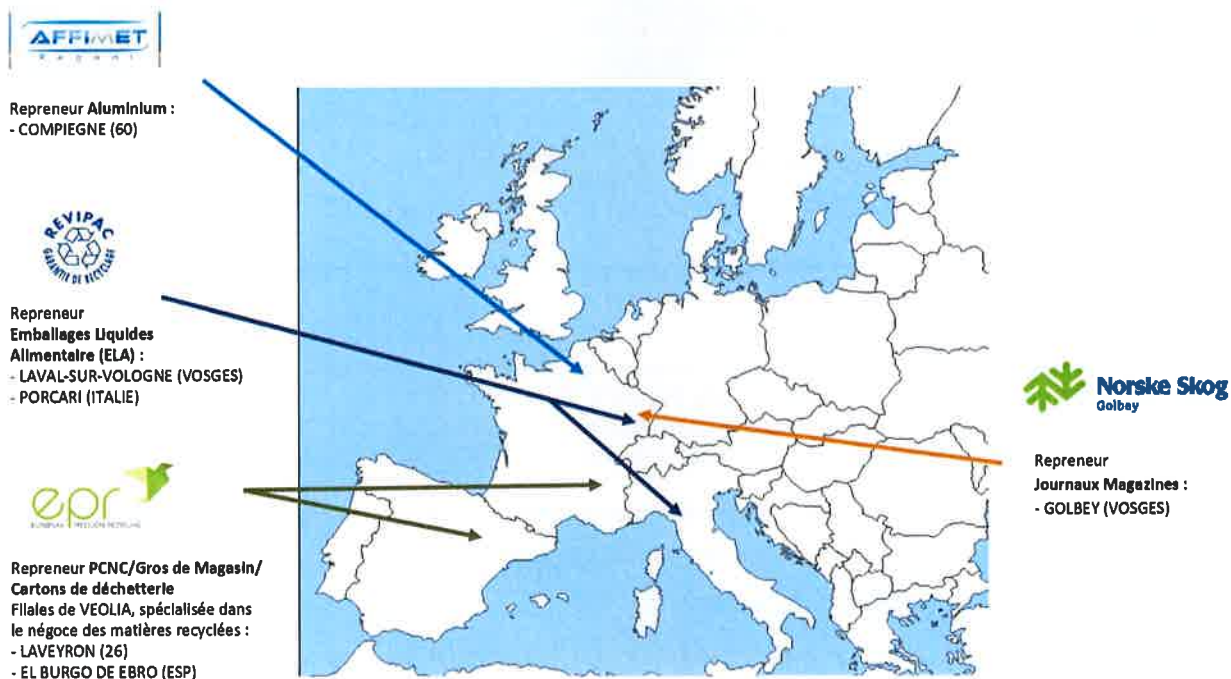 AFFIMET
Regeal
Repreneur Aluminium :
- COMPIEGNE (60)
REVIPAC
GARANTIE DE RECYCLAGE
Repreneur
Emballages Liquides
Alimentaire (ELA) :
- LAVAL-SUR-VOLOGNE (VOSGES)
- PORCARI (ITALIE)
epr
Repreneur PCNC/Gros de Magasin/
Cartons de déchetterie
Filiales de VEOLIA, spécialisée dans
le négoce des matières recyclées :
- LAVEYRON (26)
- EL BURGO DE EBRO (ESP)
Norske Skog
Golbey
Repreneur
Journaux Magazines :
- GOLBEY (VOSGES)